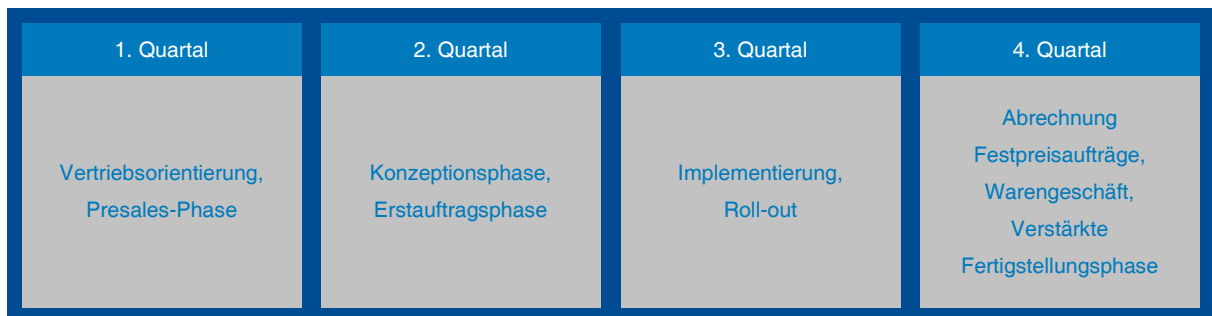 1. Quartal
Vertriebsorientierung,
Presales-Phase
2. Quartal
Konzeptionsphase,
Erstauftragsphase
3. Quartal
Implementierung,
Roll-out
4. Quartal
Abrechnung
Festpreisaufträge,
Warengeschäft,
Verstärkte
Fertigstellungsphase